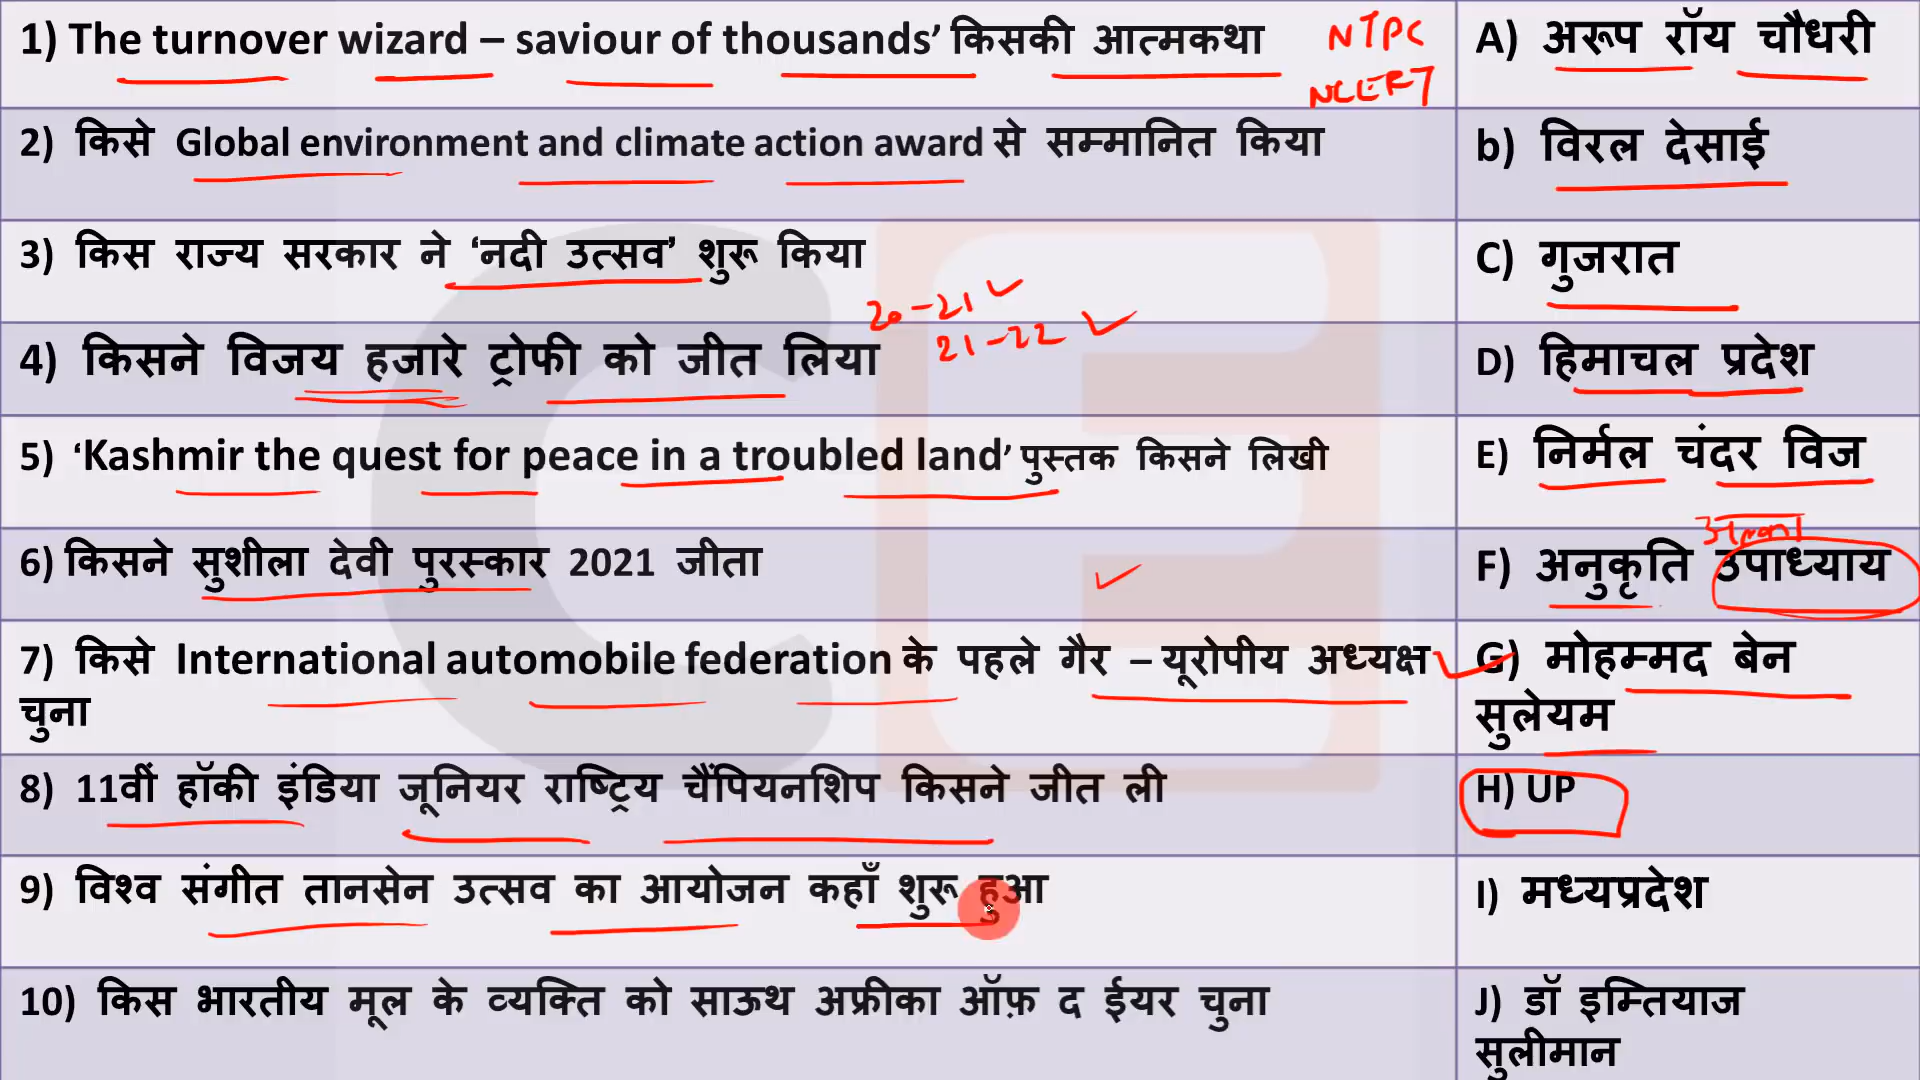 1) The turnover wizard – saviour of thousands’ किसकी आत्मकथा
NTPC
NCERT
A) अरूप रॉय चौधरी
2) किसे Global environment and climate action award से सम्मानित किया
b) विरल देसाई
3) किस राज्य सरकार ने ‘नदी उत्सव’ शुरू किया
C) गुजरात
20-21
21-22
4) किसने विजय हजारे ट्रोफी को जीत लिया
D) हिमाचल प्रदेश
5) ‘Kashmir the quest for peace in a troubled land’ पुस्तक किसने लिखी
E) निर्मल चंदर विज
6) किसने सुशीला देवी पुरस्कार 2021 जीता
F) अनुकृति उपाध्याय
7) किसे International automobile federation के पहले गैर – यूरोपीय अध्यक्ष
चुना
G) मोहम्मद बेन
सुलेयम
8) 11वीं हॉकी इंडिया जूनियर राष्ट्रिय चैंपियनशिप किसने जीत ली
H) UP
9) विश्व संगीत तानसेन उत्सव का आयोजन कहाँ शुरू हुआ
I) मध्यप्रदेश
10) किस भारतीय मूल के व्यक्ति को साऊथ अफ्रीका ऑफ़ द ईयर चुना
J) डॉ इम्तियाज
सुलीमान